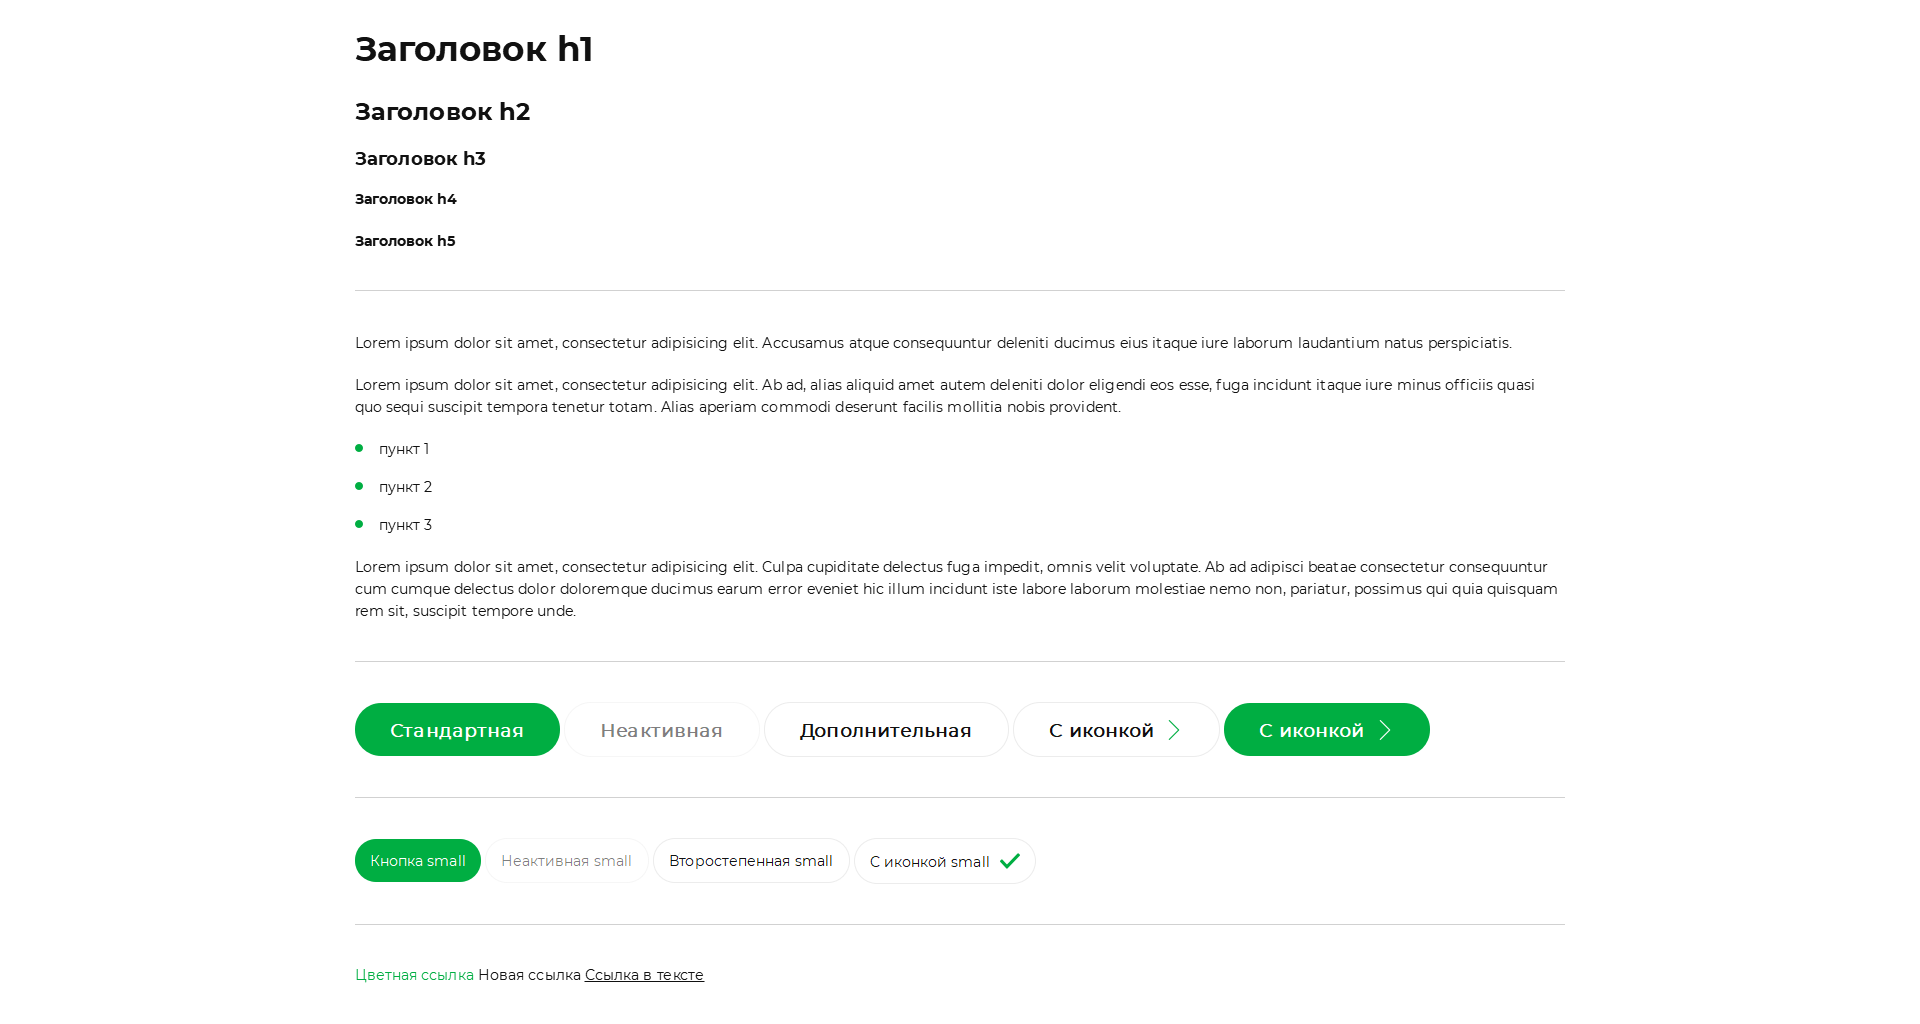 Заголовок h1
Заголовок h2
Заголовок h3
Заголовок h4
Заголовок h5
Lorem ipsum dolor sit amet, consectetur adipisicing elit. Accusamus atque consequuntur deleniti ducimus eius itaque iure laborum laudantium natus perspiciatis.
Lorem ipsum dolor sit amet, consectetur adipisicing elit. Ab ad, alias aliquid amet autem deleniti dolor eligendi eos esse, fuga incidunt itaque iure minus officiis quasi
quo sequi suscipit tempora tenetur totam. Alias aperiam commodi deserunt facilis mollitia nobis provident.
пункт 1
пункт 2
пункт 3
Lorem ipsum dolor sit amet, consectetur adipisicing elit. Culpa cupiditate delectus fuga impedit, omnis velit voluptate. Ab ad adipisci beatae consectetur consequuntur
cum cumque delectus dolor doloremque ducimus earum error eveniet hic illum incidunt iste labore laborum molestiae nemo non, pariatur, possimus qui quia quisquam
rem sit, suscipit tempore unde.
Стандартная Неактивная Дополнительная С иконкой С иконкой
Кнопка small Неактивная small Второстепенная small С иконкой small
Цветная ссылка Новая ссылка Ссылка в тексте